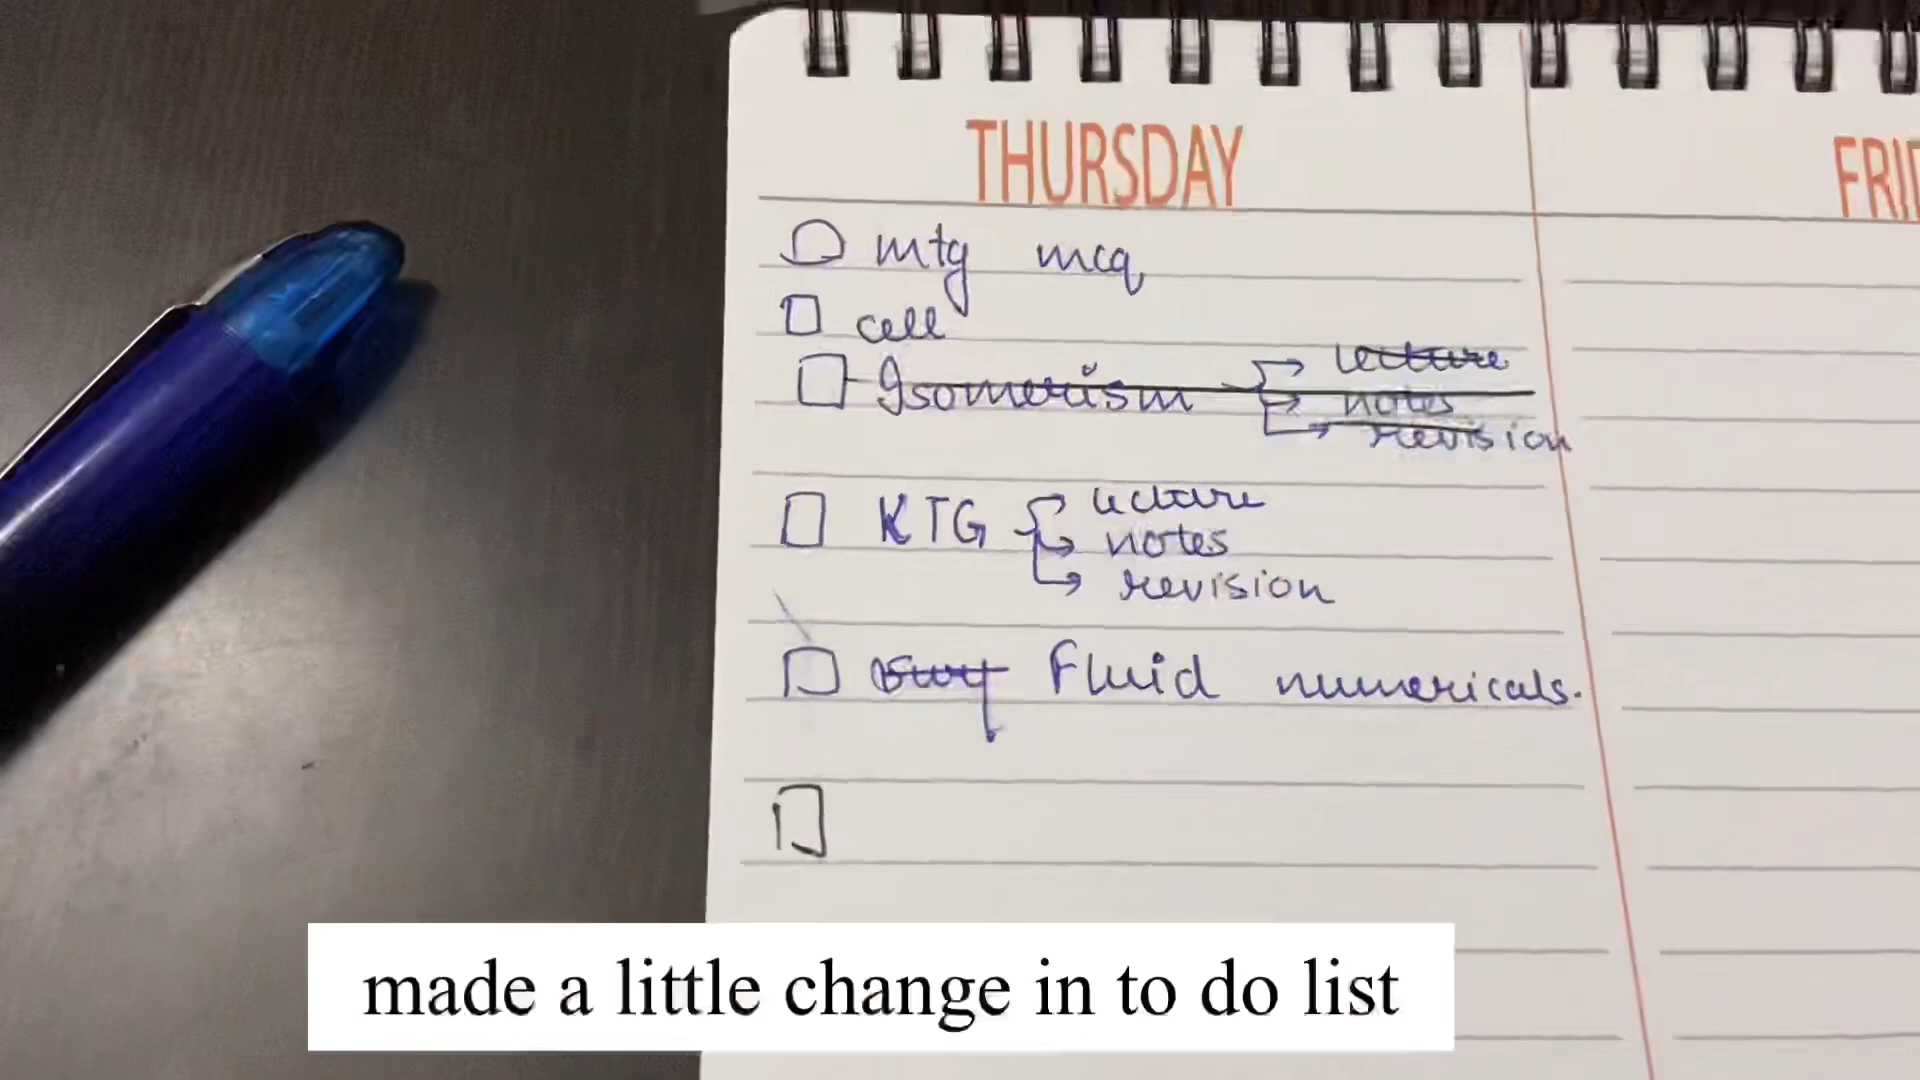 THURSDAY
FRI
mtg mcq
cell
Isomerism → lecture
→ notes
→ revision
KTG → lecture
→ notes
→ revision
Fluid numericals.
made a little change in to do list